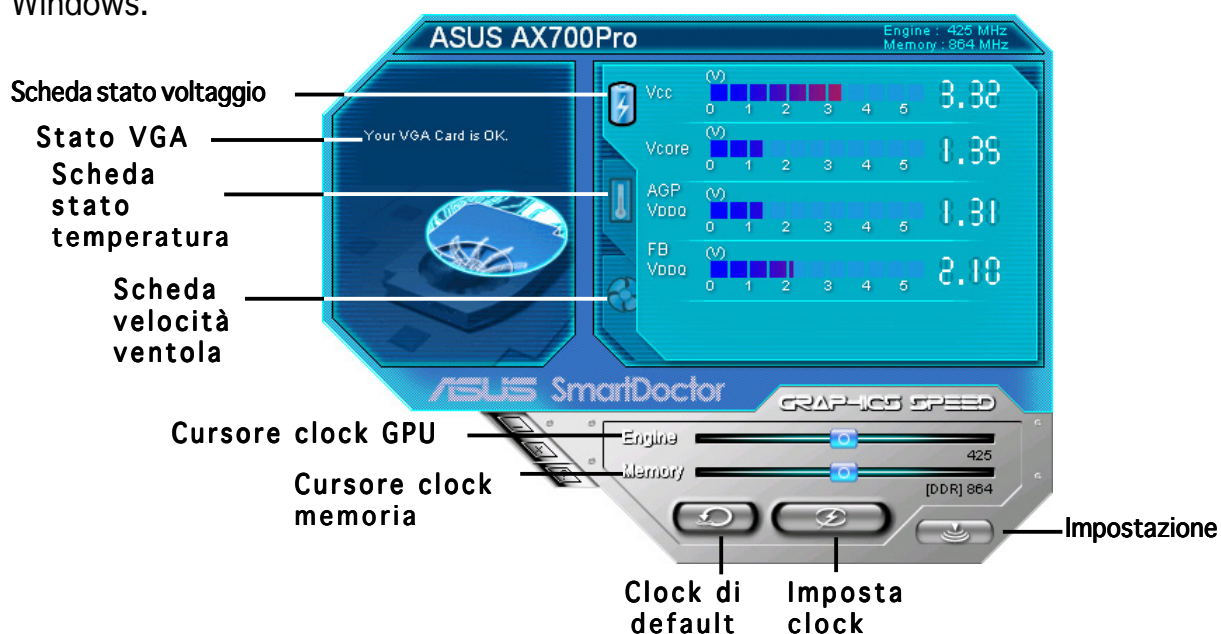 Windows.
ASUS AX700Pro
Engine : 425 MHz
Memory : 864 MHz
Scheda stato voltaggio
Stato VGA
Scheda
stato
temperatura
Scheda
velocità
ventola
Your VGA Card is OK.
Vcc (V) 3.32
0 1 2 3 4 5
Vcore (V) 1.35
0 1 2 3 4 5
AGP
VDDQ (V) 1.31
0 1 2 3 4 5
FB
VDDQ (V) 2.10
0 1 2 3 4 5
ASUS SmartDoctor
GRAPHICS SPEED
Cursore clock GPU
Engine
425
Cursore clock
memoria
Memory
[DDR] 864
Impostazione
Clock di
default
Imposta
clock